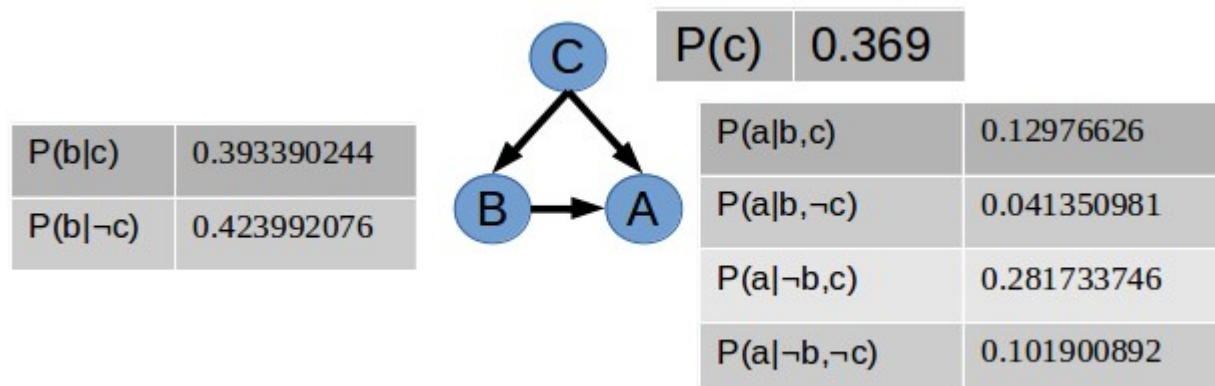 C
P(c) 0.369
P(b|c) 0.393390244
P(b|¬c) 0.423992076
B
A
P(a|b,c) 0.12976626
P(a|b,¬c) 0.041350981
P(a|¬b,c) 0.281733746
P(a|¬b,¬c) 0.101900892